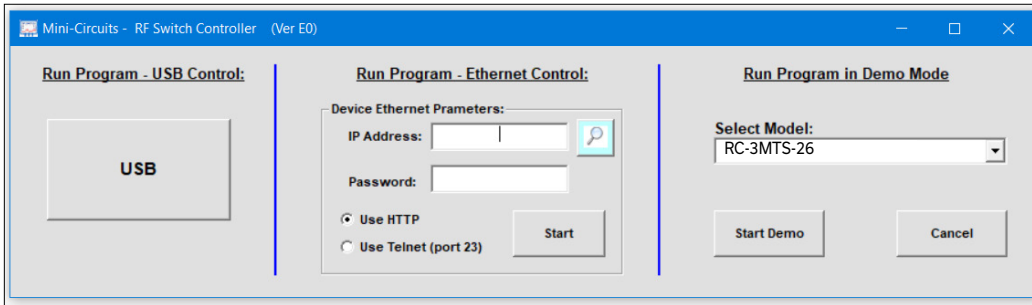 Mini-Circuits - RF Switch Controller (Ver E0)
Run Program - USB Control:
USB
Run Program - Ethernet Control:
Device Ethernet Prameters:
IP Address:
Password:
Use HTTP
Use Telnet (port 23)
Start
Run Program in Demo Mode
Select Model:
RC-3MTS-26
Start Demo
Cancel